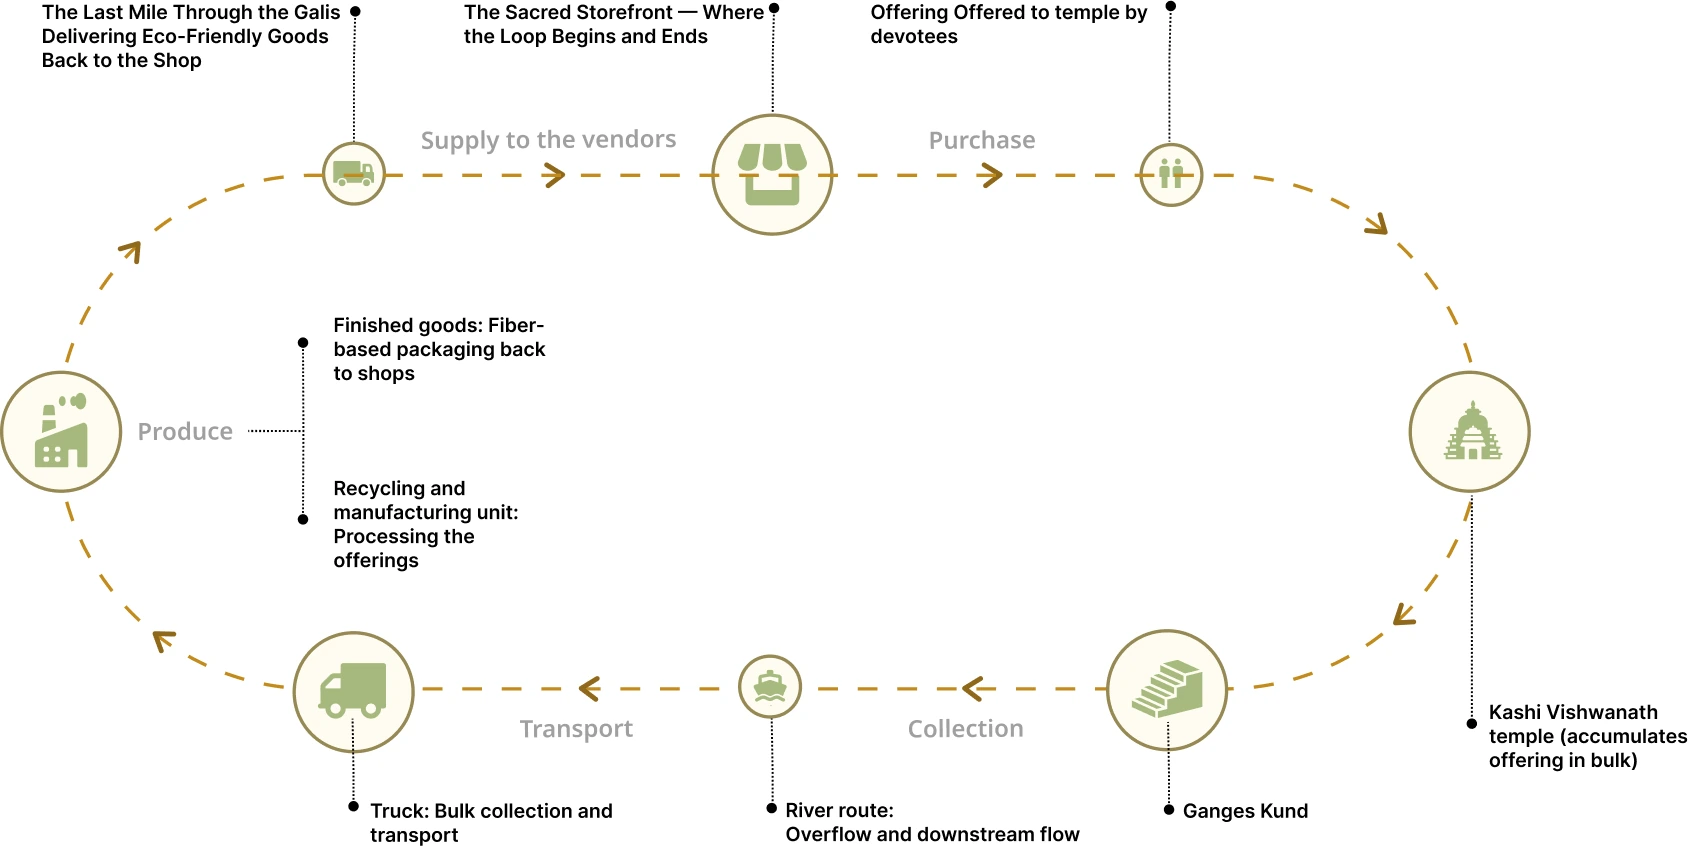 The Last Mile Through the Galis
Delivering Eco-Friendly Goods
Back to the Shop
The Sacred Storefront — Where
the Loop Begins and Ends
Offering Offered to temple by
devotees
Supply to the vendors
Purchase
Finished goods: Fiber-
based packaging back
to shops
Produce
Recycling and
manufacturing unit:
Processing the
offerings
Transport
Collection
Kashi Vishwanath
temple (accumulates
offering in bulk)
Truck: Bulk collection and
transport
River route:
Overflow and downstream flow
Ganges Kund